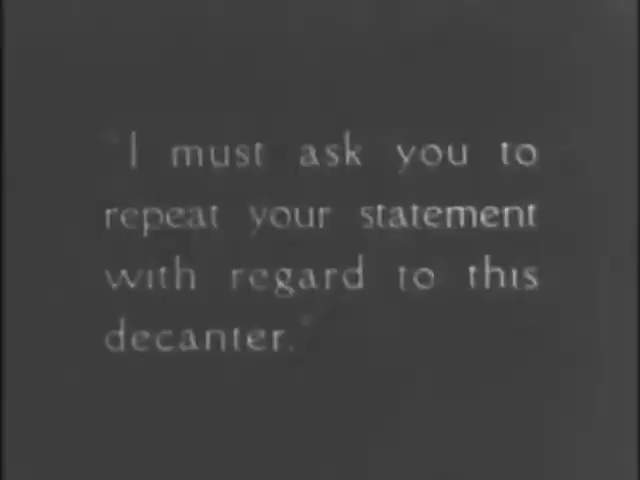 "I must ask you to
repeat your statement
with regard to this
decanter."